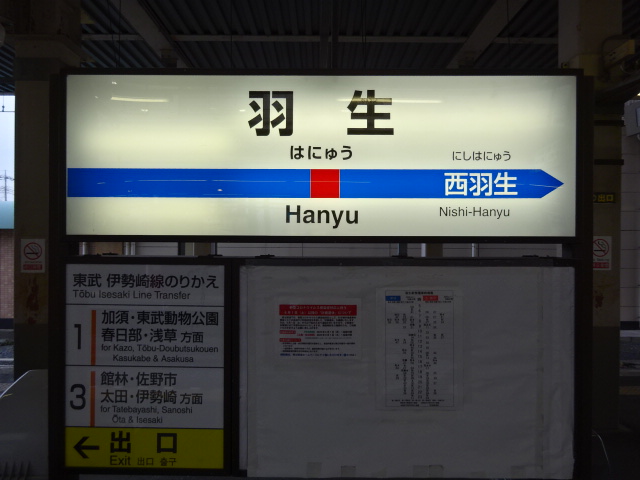 羽生
はにゅう
Hanyu
にしはにゅう
西羽生
Nishi-Hanyu
東武 伊勢崎線のりかえ
Tōbu Isesaki Line Transfer
1
加須・東武動物公園
春日部・浅草 方面
for Kazo, Tōbu-Doubutsukouen
Kasukabe & Asakusa
3
館林・佐野市
太田・伊勢崎 方面
for Tatebayashi, Sanoshi
Ōta & Isesaki
出口
Exit 出口 출구